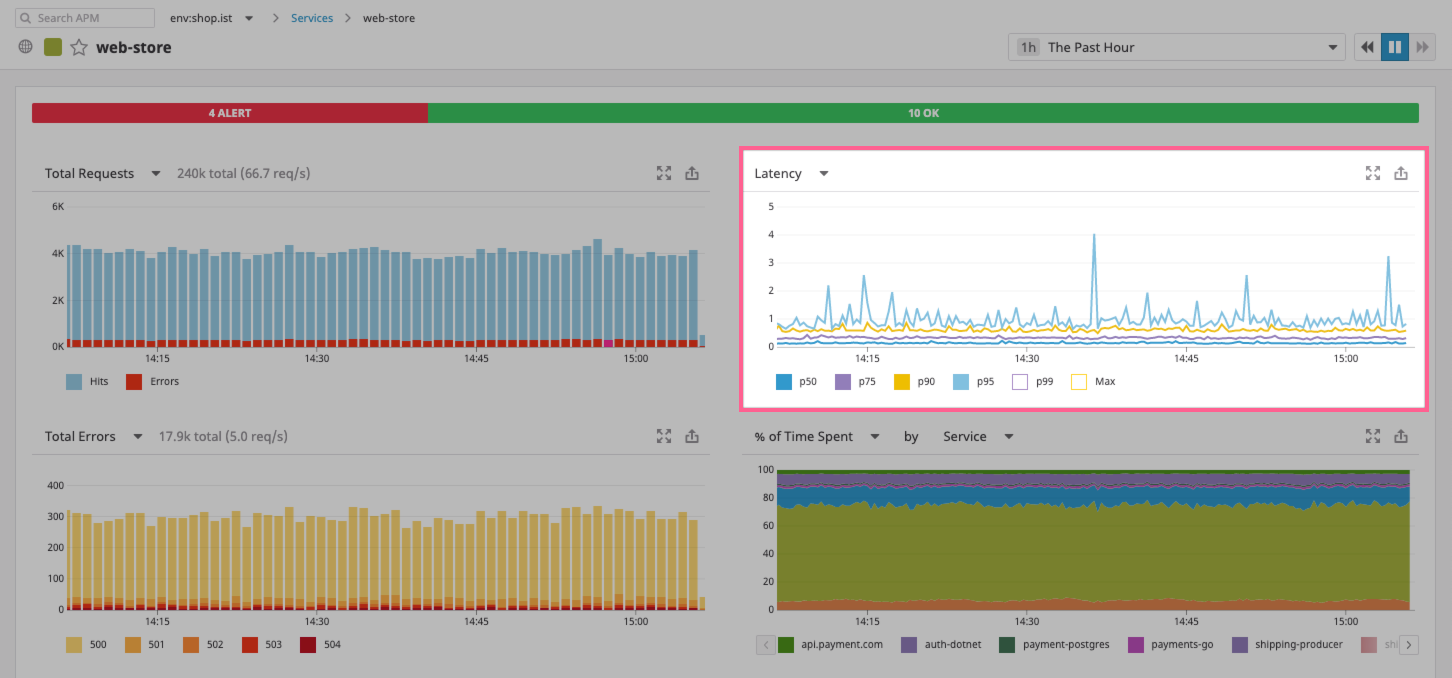 Search APM env:shop.ist > Services > web-store
web-store
1h The Past Hour
4 ALERT 10 OK
Total Requests 240k total (66.7 req/s)
6K
4K
2K
0K
14:15 14:30 14:45 15:00
Hits Errors
Latency
5
4
3
2
1
0
14:15 14:30 14:45 15:00
p50 p75 p90 p95 p99 Max
Total Errors 17.9k total (5.0 req/s)
400
300
200
100
0
14:15 14:30 14:45 15:00
500 501 502 503 504
% of Time Spent by Service
100
80
60
40
20
0
14:15 14:30 14:45 15:00
api.payment.com auth-dotnet payment-postgres payments-go shipping-producer shi